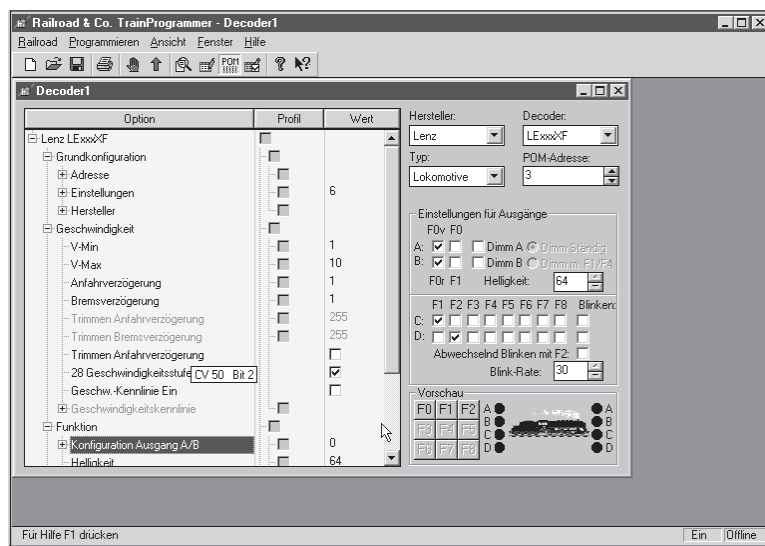 Railroad & Co. TrainProgrammer - Decoder1
Railroad Programmieren Ansicht Fenster Hilfe
POM
Decoder1
Option Profil Wert
Lenz LExxxXF
Grundkonfiguration
Adresse
Einstellungen 6
Hersteller
Geschwindigkeit
V-Min 1
V-Max 10
Anfahrverzögerung 1
Bremsverzögerung 1
Trimmen Anfahrverzögerung 255
Trimmen Bremsverzögerung 255
Trimmen Anfahrverzögerung
28 Geschwindigkeitsstufe CV 50 Bit 2
Geschw.-Kennlinie Ein
Geschwindigkeitskennlinie
Funktion
Konfiguration Ausgang A/B 0
Helligkeit 64
Hersteller: Decoder:
Lenz LExxxXF
Typ: POM-Adresse:
Lokomotive 3
Einstellungen für Ausgänge
F0v F0
A: Dimm A Dimm Ständig
B: Dimm B Dimm m. F1/F4
F0r F1 Helligkeit: 64
F1 F2 F3 F4 F5 F6 F7 F8 Blinken:
C:
D:
Abwechselnd Blinken mit F2:
Blink-Rate: 30
Vorschau
F0 F1 F2 A A
F3 F4 F5 B B
C C
F6 F7 F8 D D
Für Hilfe F1 drücken Ein Offline